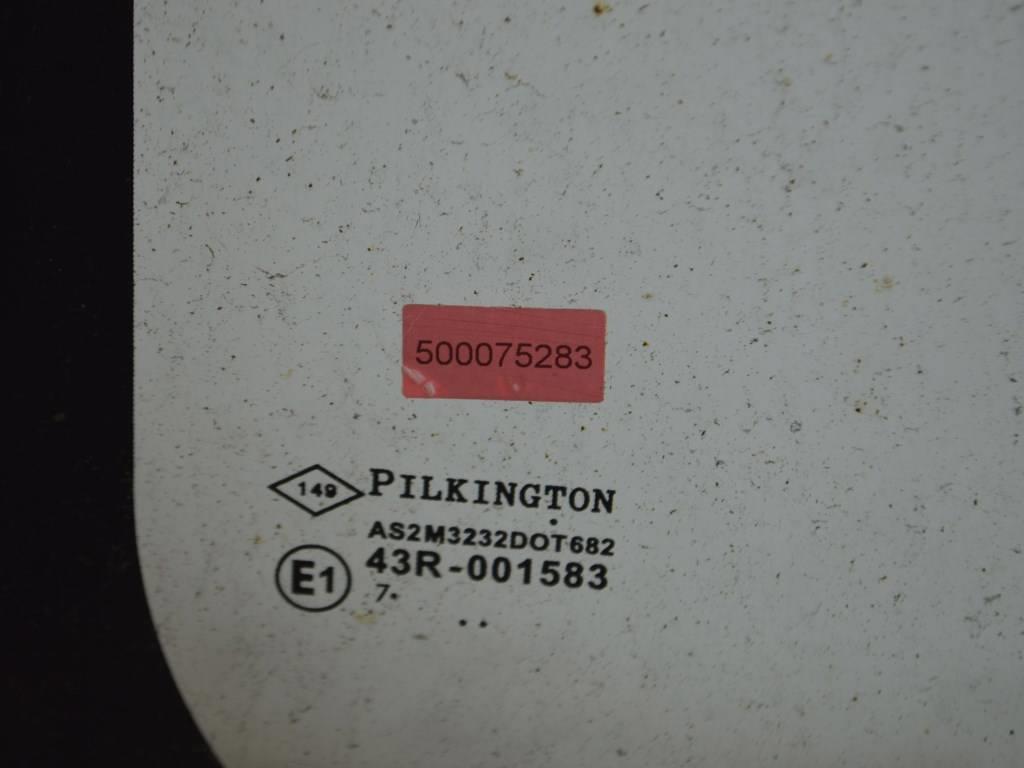 500075283
149 PILKINGTON
AS2M3232DOT682
E1 43R-001583
7.